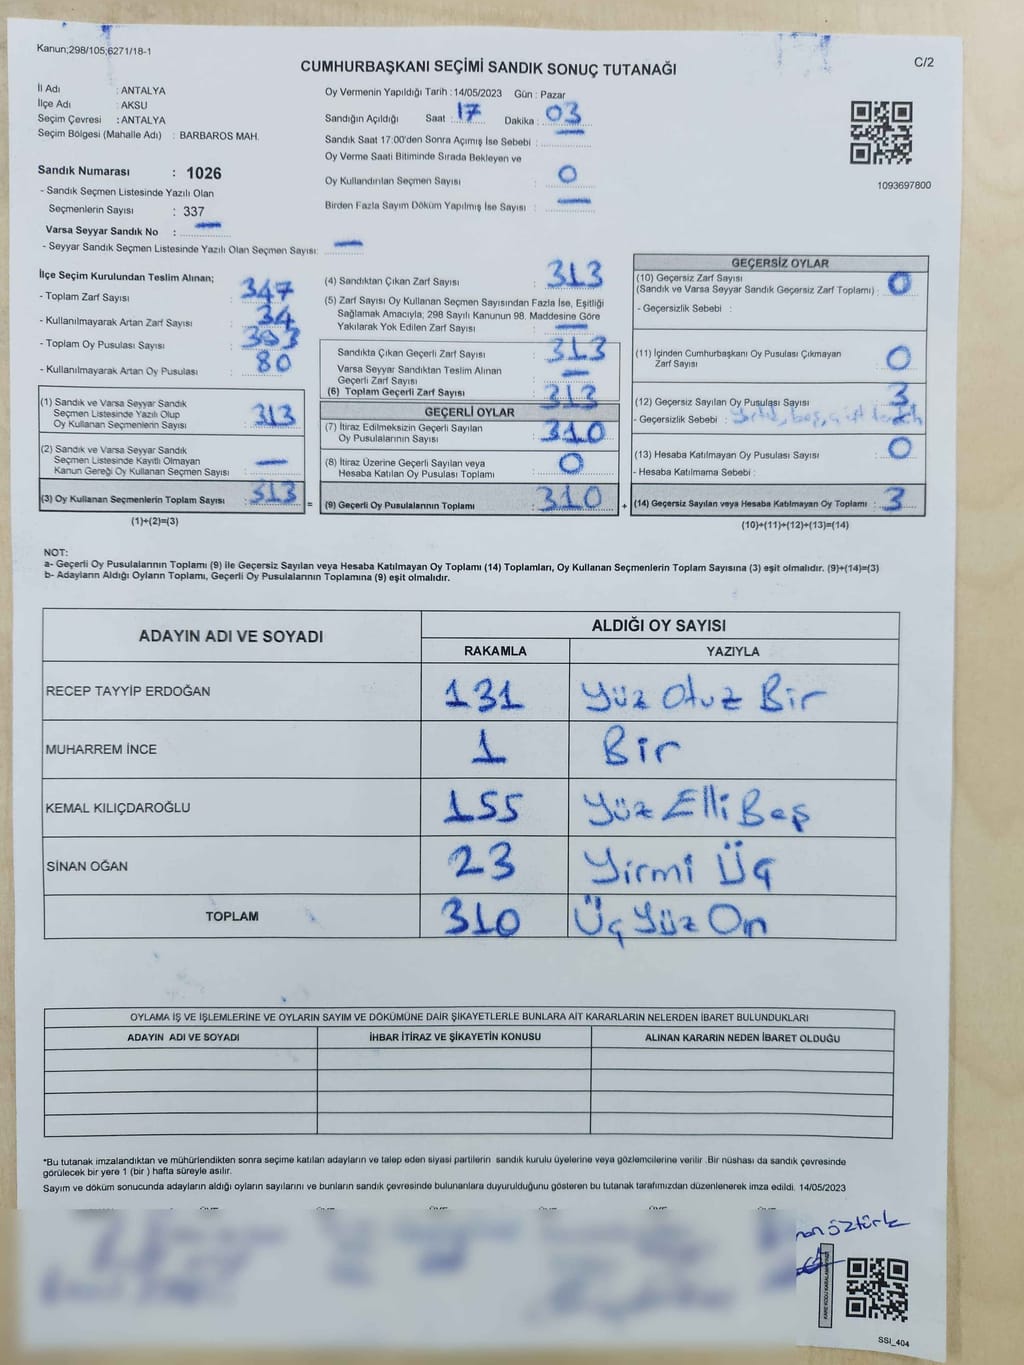 Kanun;298/105;6271/18-1
C/2
CUMHURBAŞKANI SEÇİMİ SANDIK SONUÇ TUTANAĞI
İl Adı : ANTALYA
İlçe Adı : AKSU
Seçim Çevresi : ANTALYA
Seçim Bölgesi (Mahalle Adı) : BARBAROS MAH.
Sandık Numarası : 1026
- Sandık Seçmen Listesinde Yazılı Olan
Seçmenlerin Sayısı : 337
Varsa Seyyar Sandık No : —
- Seyyar Sandık Seçmen Listesinde Yazılı Olan Seçmen Sayısı: —
Oy Vermenin Yapıldığı Tarih : 14/05/2023 Gün : Pazar
Sandığın Açıldığı Saat : 17 Dakika : 03
Sandık Saat 17:00'den Sonra Açımış İse Sebebi : —
Oy Verme Saati Bitiminde Sırada Bekleyen ve
Oy Kullandırılan Seçmen Sayısı : 0
Birden Fazla Sayım Döküm Yapılmış İse Sayısı : —
1093697800
İlçe Seçim Kurulundan Teslim Alınan;
- Toplam Zarf Sayısı : 347
- Kullanılmayarak Artan Zarf Sayısı : 34
- Toplam Oy Pusulası Sayısı : 393
- Kullanılmayarak Artan Oy Pusulası : 80
(1) Sandık ve Varsa Seyyar Sandık
Seçmen Listesinde Yazılı Olup
Oy Kullanan Seçmenlerin Sayısı : 313
(2) Sandık ve Varsa Seyyar Sandık
Seçmen Listesinde Kayıtlı Olmayan
Kanun Gereği Oy Kullanan Seçmen Sayısı : —
(3) Oy Kullanan Seçmenlerin Toplam Sayısı : 313 =
(1)+(2)=(3)
(4) Sandıktan Çıkan Zarf Sayısı : 313
(5) Zarf Sayısı Oy Kullanan Seçmen Sayısından Fazla İse, Eşitliği
Sağlamak Amacıyla; 298 Sayılı Kanunun 98. Maddesine Göre
Yakılarak Yok Edilen Zarf Sayısı : —
Sandıkta Çıkan Geçerli Zarf Sayısı : 313
Varsa Seyyar Sandıktan Teslim Alınan
Geçerli Zarf Sayısı : —
(6) Toplam Geçerli Zarf Sayısı : 313
GEÇERLİ OYLAR
(7) İtiraz Edilmeksizin Geçerli Sayılan
Oy Pusulalarının Sayısı : 310
(8) İtiraz Üzerine Geçerli Sayılan veya
Hesaba Katılan Oy Pusulası Toplamı : 0
(9) Geçerli Oy Pusulalarının Toplamı : 310 +
GEÇERSİZ OYLAR
(10) Geçersiz Zarf Sayısı
(Sandık ve Varsa Seyyar Sandık Geçersiz Zarf Toplamı) : 0
- Geçersizlik Sebebi :
(11) İçinden Cumhurbaşkanı Oy Pusulası Çıkmayan
Zarf Sayısı : 0
(12) Geçersiz Sayılan Oy Pusulası Sayısı : 3
- Geçersizlik Sebebi : boş, çift
(13) Hesaba Katılmayan Oy Pusulası Sayısı : 0
- Hesaba Katılmama Sebebi :
(14) Geçersiz Sayılan veya Hesaba Katılmayan Oy Toplamı : 3
(10)+(11)+(12)+(13)=(14)
NOT:
a- Geçerli Oy Pusulalarının Toplamı (9) ile Geçersiz Sayılan veya Hesaba Katılmayan Oy Toplamı (14) Toplamları, Oy Kullanan Seçmenlerin Toplam Sayısına (3) eşit olmalıdır. (9)+(14)=(3)
b- Adayların Aldığı Oyların Toplamı, Geçerli Oy Pusulalarının Toplamına (9) eşit olmalıdır.
ADAYIN ADI VE SOYADI ALDIĞI OY SAYISI
RAKAMLA YAZIYLA
RECEP TAYYİP ERDOĞAN 131 Yüz Otuz Bir
MUHARREM İNCE 1 Bir
KEMAL KILIÇDAROĞLU 155 Yüz Elli Beş
SİNAN OĞAN 23 Yirmi Üç
TOPLAM 310 Üç Yüz On
OYLAMA İŞ VE İŞLEMLERİNE VE OYLARIN SAYIM VE DÖKÜMÜNE DAİR ŞİKAYETLERLE BUNLARA AİT KARARLARIN NELERDEN İBARET BULUNDUKLARI
ADAYIN ADI VE SOYADI İHBAR İTİRAZ VE ŞİKAYETİN KONUSU ALINAN KARARIN NEDEN İBARET OLDUĞU
*Bu tutanak imzalandıktan ve mühürlendikten sonra seçime katılan adayların ve talep eden siyasi partilerin sandık kurulu üyelerine veya gözlemcilerine verilir .Bir nüshası da sandık çevresinde
görülecek bir yere 1 (bir ) hafta süreyle asılır.
Sayım ve döküm sonucunda adayların aldığı oyların sayılarını ve bunların sandık çevresinde bulunanlara duyurulduğunu gösteren bu tutanak tarafımızdan düzenlenerek imza edildi. 14/05/2023
öztürk
SSI_404